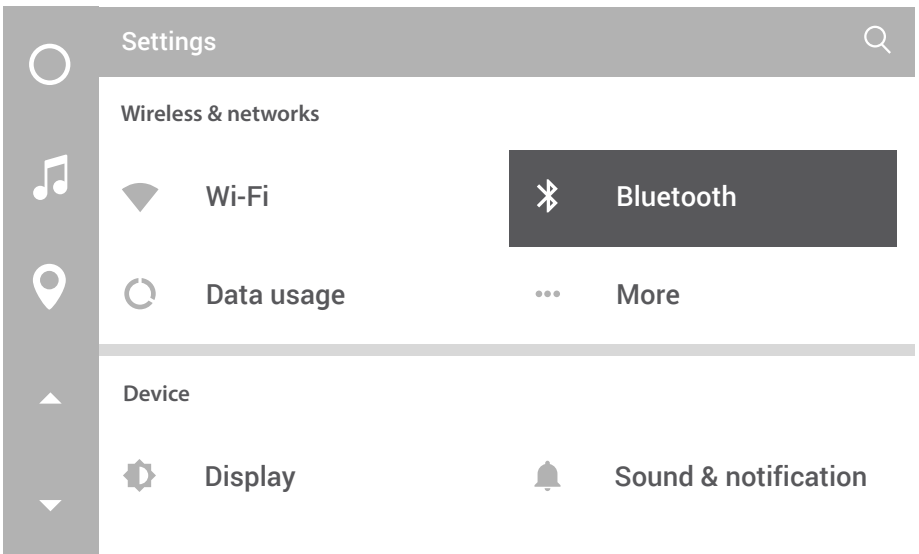 Settings
Wireless & networks
Wi-Fi
Bluetooth
Data usage
More
Device
Display
Sound & notification